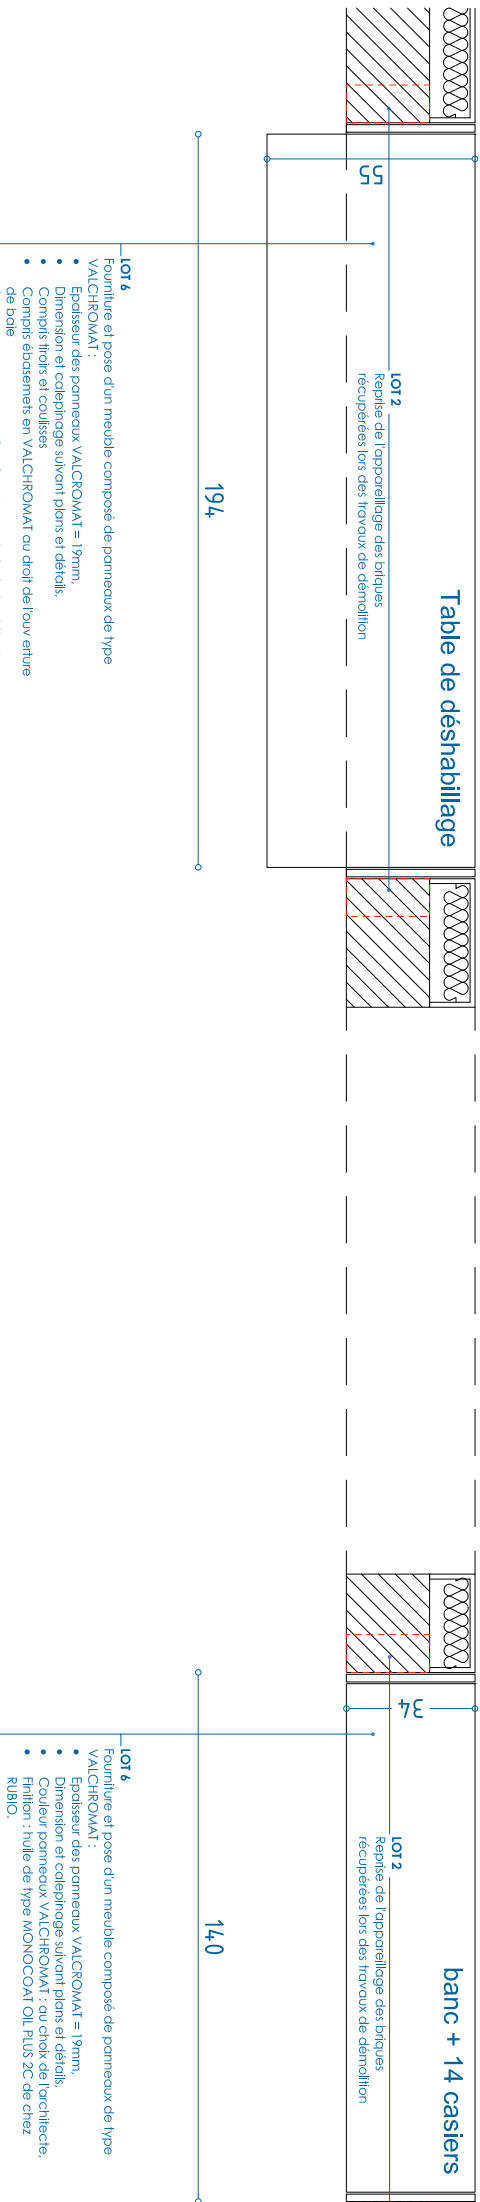 Table de déshabillage
55
LOT 2
Reprise de l'appareillage des briques
récupérées lors des travaux de démolition
194
LOT 6
Fourniture et pose d'un meuble composé de panneaux de type
VALCHROMAT :
• Epaisseur des panneaux VALCROMAT = 19mm,
• Dimension et calepinage suivant plans et détails,
• Compris tiroirs et coulisses
• Compris ébasemets en VALCHROMAT au droit de l'ouv erture
de baie
banc + 14 casiers
34
LOT 2
Reprise de l'appareillage des briques
récupérées lors des travaux de démolition
140
LOT 6
Fourniture et pose d'un meuble composé de panneaux de type
VALCHROMAT :
• Epaisseur des panneaux VALCROMAT = 19mm,
• Dimension et calepinage suivant plans et détails,
• Couleur panneaux VALCHROMAT : au choix de l'architecte,
• Finition : huile de type MONOCOAT OIL PLUS 2C de chez
RUBIO.